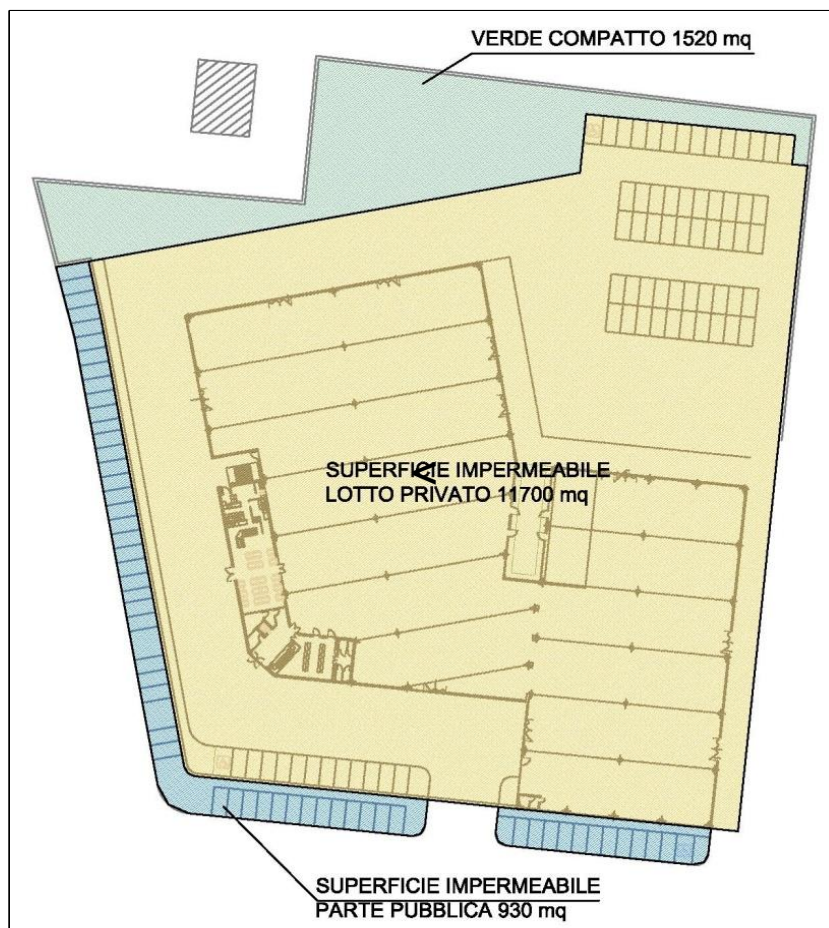 VERDE COMPATTO 1520 mq
SUPERFICIE IMPERMEABILE
LOTTO PRIVATO 11700 mq
SUPERFICIE IMPERMEABILE
PARTE PUBBLICA 930 mq